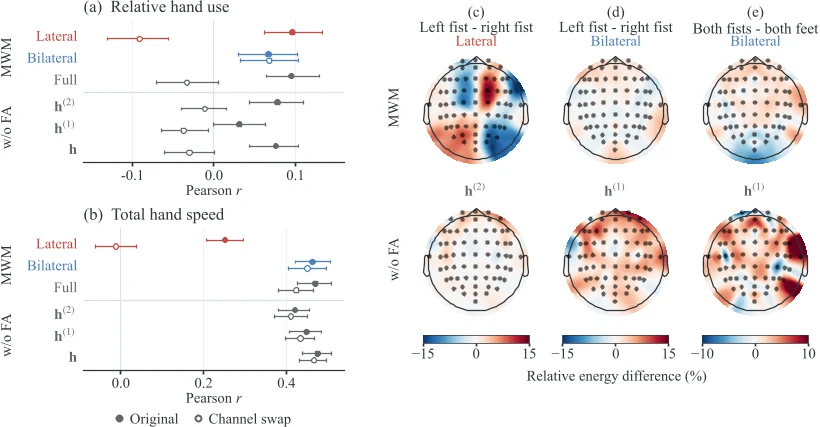 (a) Relative hand use
MWM
Lateral
Bilateral
Full
w/o FA
h(2)
h(1)
h
-0.1 0.0 0.1
Pearson r
(b) Total hand speed
MWM
Lateral
Bilateral
Full
w/o FA
h(2)
h(1)
h
0.0 0.2 0.4
Pearson r
Original Channel swap
(c)
Left fist - right fist
Lateral
(d)
Left fist - right fist
Bilateral
(e)
Both fists - both feet
Bilateral
MWM
h(2) h(1) h(1)
w/o FA
−15 0 15 −15 0 15 −10 0 10
Relative energy difference (%)